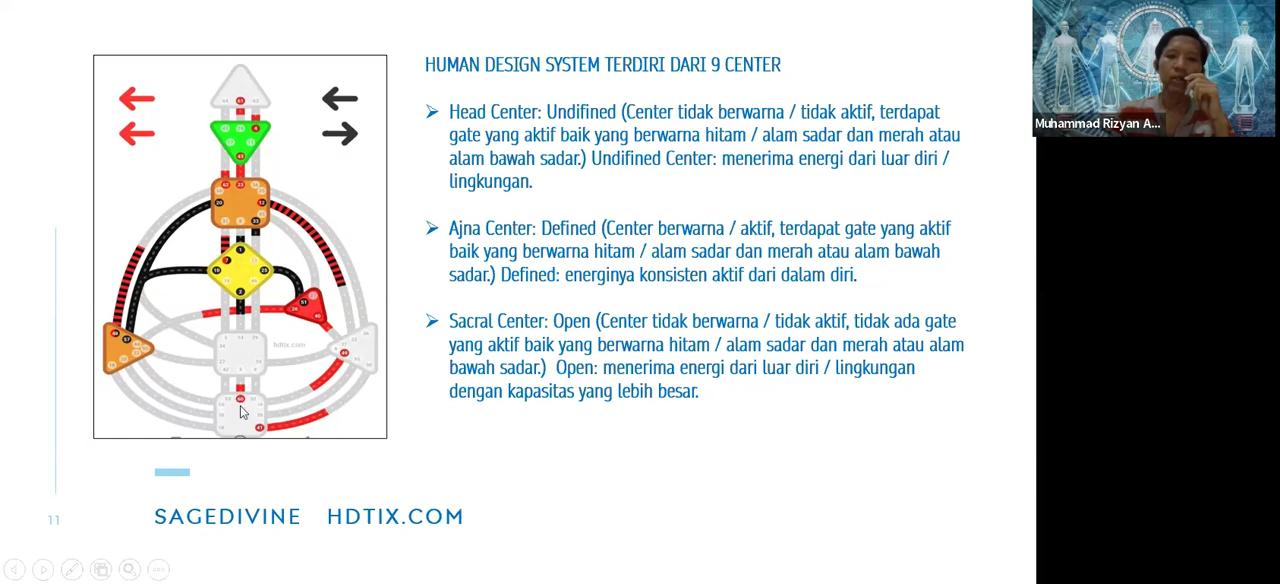 HUMAN DESIGN SYSTEM TERDIRI DARI 9 CENTER
Head Center: Undifined (Center tidak berwarna / tidak aktif, terdapat
gate yang aktif baik yang berwarna hitam / alam sadar dan merah atau
alam bawah sadar.) Undifined Center: menerima energi dari luar diri /
lingkungan.
Ajna Center: Defined (Center berwarna / aktif, terdapat gate yang aktif
baik yang berwarna hitam / alam sadar dan merah atau alam bawah
sadar.) Defined: energinya konsisten aktif dari dalam diri.
Sacral Center: Open (Center tidak berwarna / tidak aktif, tidak ada gate
yang aktif baik yang berwarna hitam / alam sadar dan merah atau alam
bawah sadar.) Open: menerima energi dari luar diri / lingkungan
dengan kapasitas yang lebih besar.
hdtix.com
11
SAGEDIVINE HDTIX.COM
Muhammad Rizyan A...